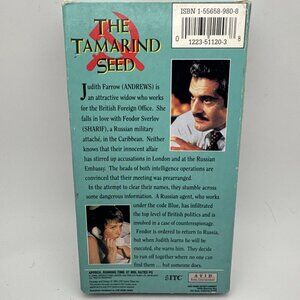 ISBN 1-55658-980-8
THE
TAMARIND
SEED
0
1223-51120-3
8
Judith Farrow (ANDREWS) is
an attractive widow who works
for the British Foreign Office. She
falls in love with Feodor Sverlov
(SHARIF), a Russian military
attaché, in the Caribbean. Neither
knows that their innocent affair
has stirred up accusations in London and at the Russian
Embassy. The heads of both intelligence operations are
convinced that their meeting was prearranged.
In the attempt to clear their names, they stumble across
some dangerous information. A Russian agent, who works
under the code Blue, has infiltrated
the top level of British politics and is
involved in a case of counterespionage.
Feodor is ordered to return to Russia,
but when Judith learns he will be
executed, she warns him. They decide
to run off together where no one can
find them...but someone does.
ITC
AVID